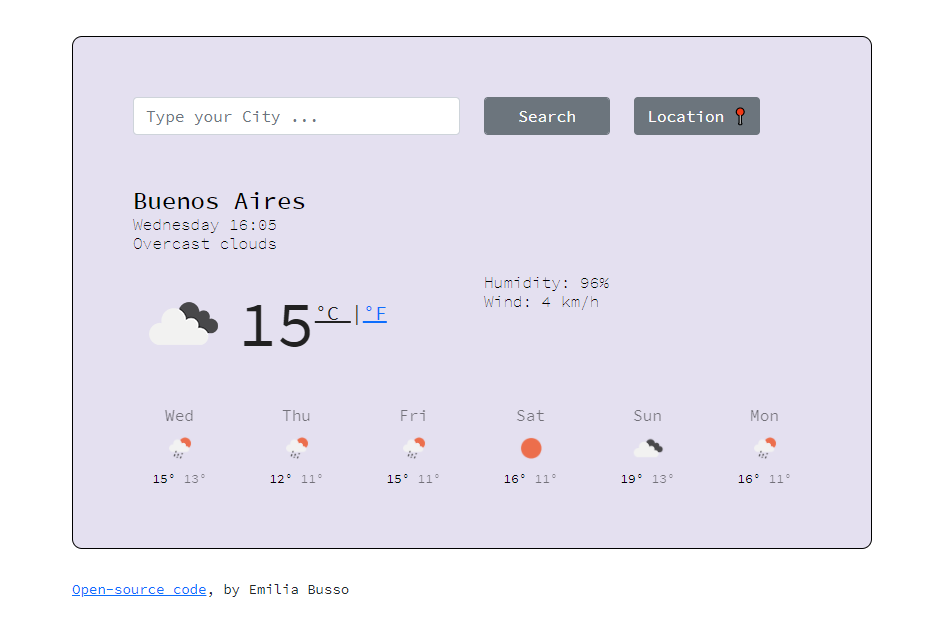 Type your City ...
Search
Location
Buenos Aires
Wednesday 16:05
Overcast clouds
Humidity: 96%
Wind: 4 km/h
15°C |°F
Wed Thu Fri Sat Sun Mon
15° 13° 12° 11° 15° 11° 16° 11° 19° 13° 16° 11°
Open-source code, by Emilia Busso